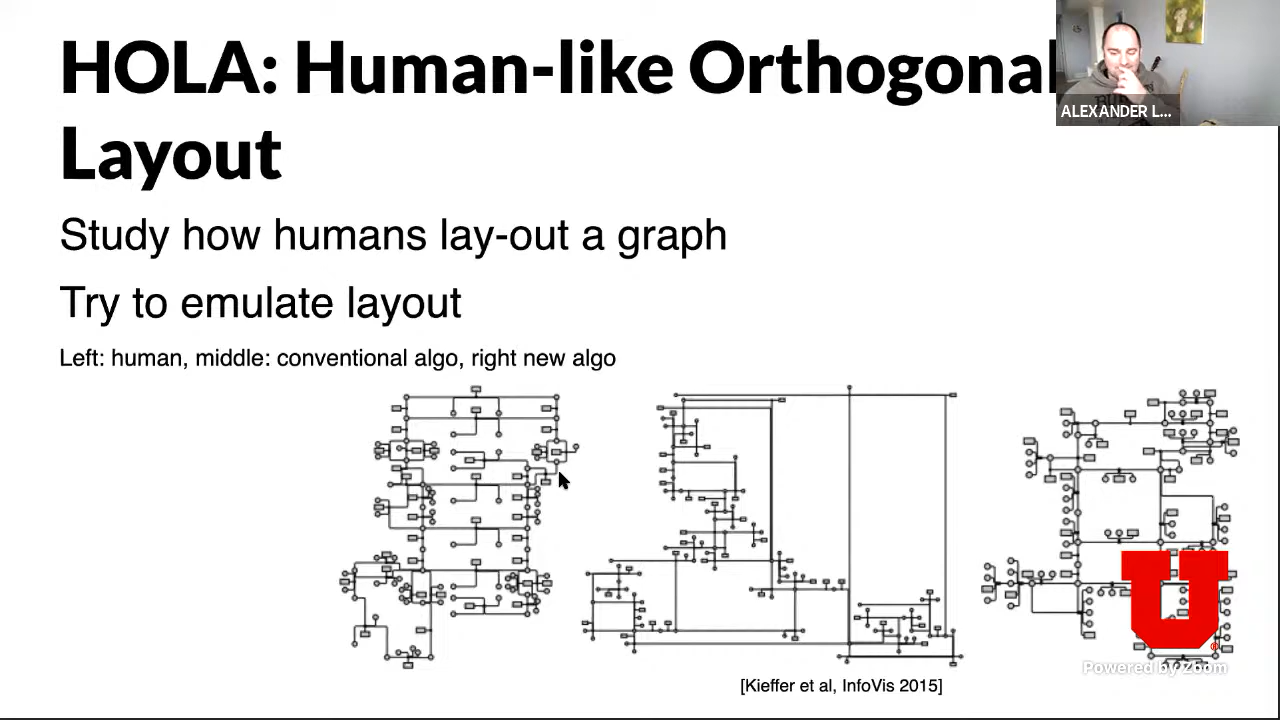 HOLA: Human-like Orthogonal
Layout
ALEXANDER L...
Study how humans lay-out a graph
Try to emulate layout
Left: human, middle: conventional algo, right new algo
U
Powered by Zoom
[Kieffer et al, InfoVis 2015]